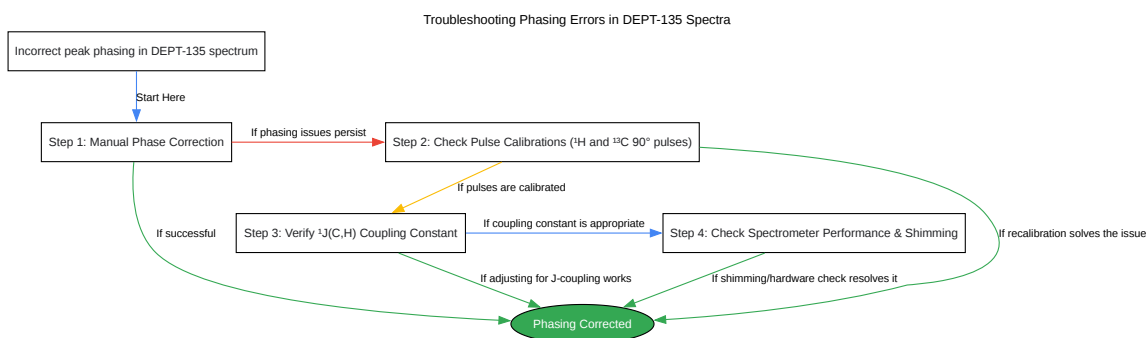 Troubleshooting Phasing Errors in DEPT-135 Spectra
Incorrect peak phasing in DEPT-135 spectrum
Start Here
Step 1: Manual Phase Correction
If phasing issues persist
Step 2: Check Pulse Calibrations (¹H and ¹³C 90° pulses)
If pulses are calibrated
Step 3: Verify ¹J(C,H) Coupling Constant
If coupling constant is appropriate
Step 4: Check Spectrometer Performance & Shimming
If successful
If recalibration solves the issue
If adjusting for J-coupling works
If shimming/hardware check resolves it
Phasing Corrected